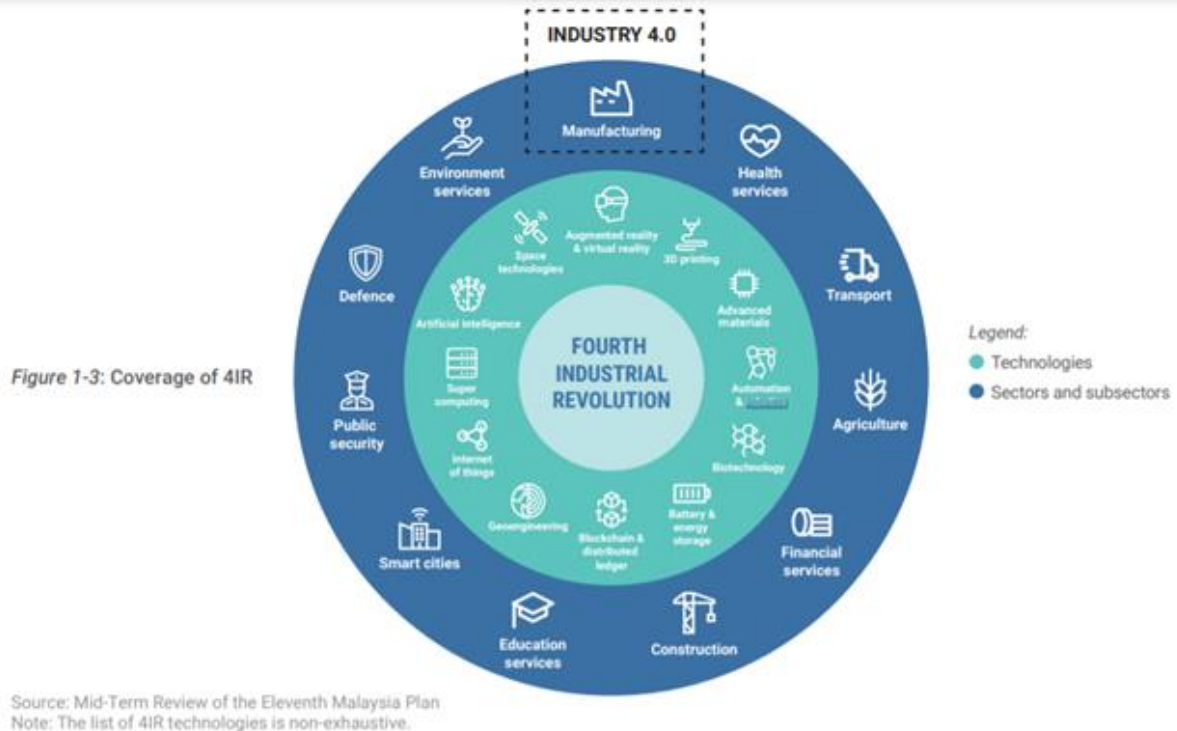 INDUSTRY 4.0
Manufacturing
Health
services
Transport
Agriculture
Financial
services
Construction
Education
services
Smart cities
Public
security
Defence
Environment
services
Augmented reality
& virtual reality
3D printing
Advanced
materials
Automation
&
Biotechnology
Battery &
energy
storage
Blockchain &
distributed
ledger
Geoengineering
Internet
of things
Super
computing
Artificial intelligence
Space
technologies
FOURTH
INDUSTRIAL
REVOLUTION
Figure 1-3: Coverage of 4IR
Legend:
Technologies
Sectors and subsectors
Source: Mid-Term Review of the Eleventh Malaysia Plan
Note: The list of 4IR technologies is non-exhaustive.